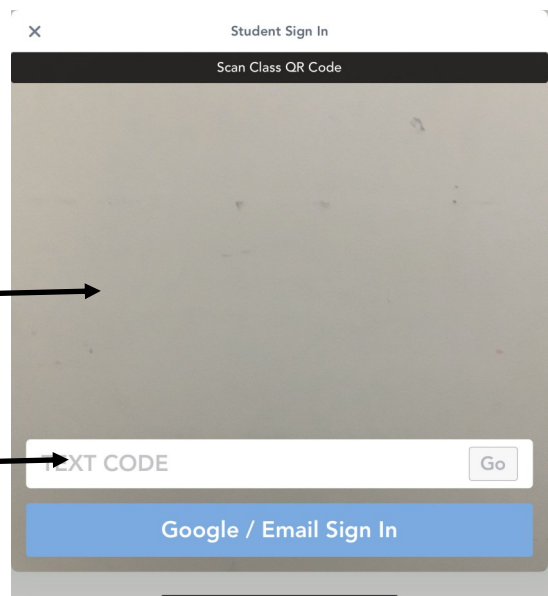 Student Sign In
Scan Class QR Code
TEXT CODE
Go
Google / Email Sign In